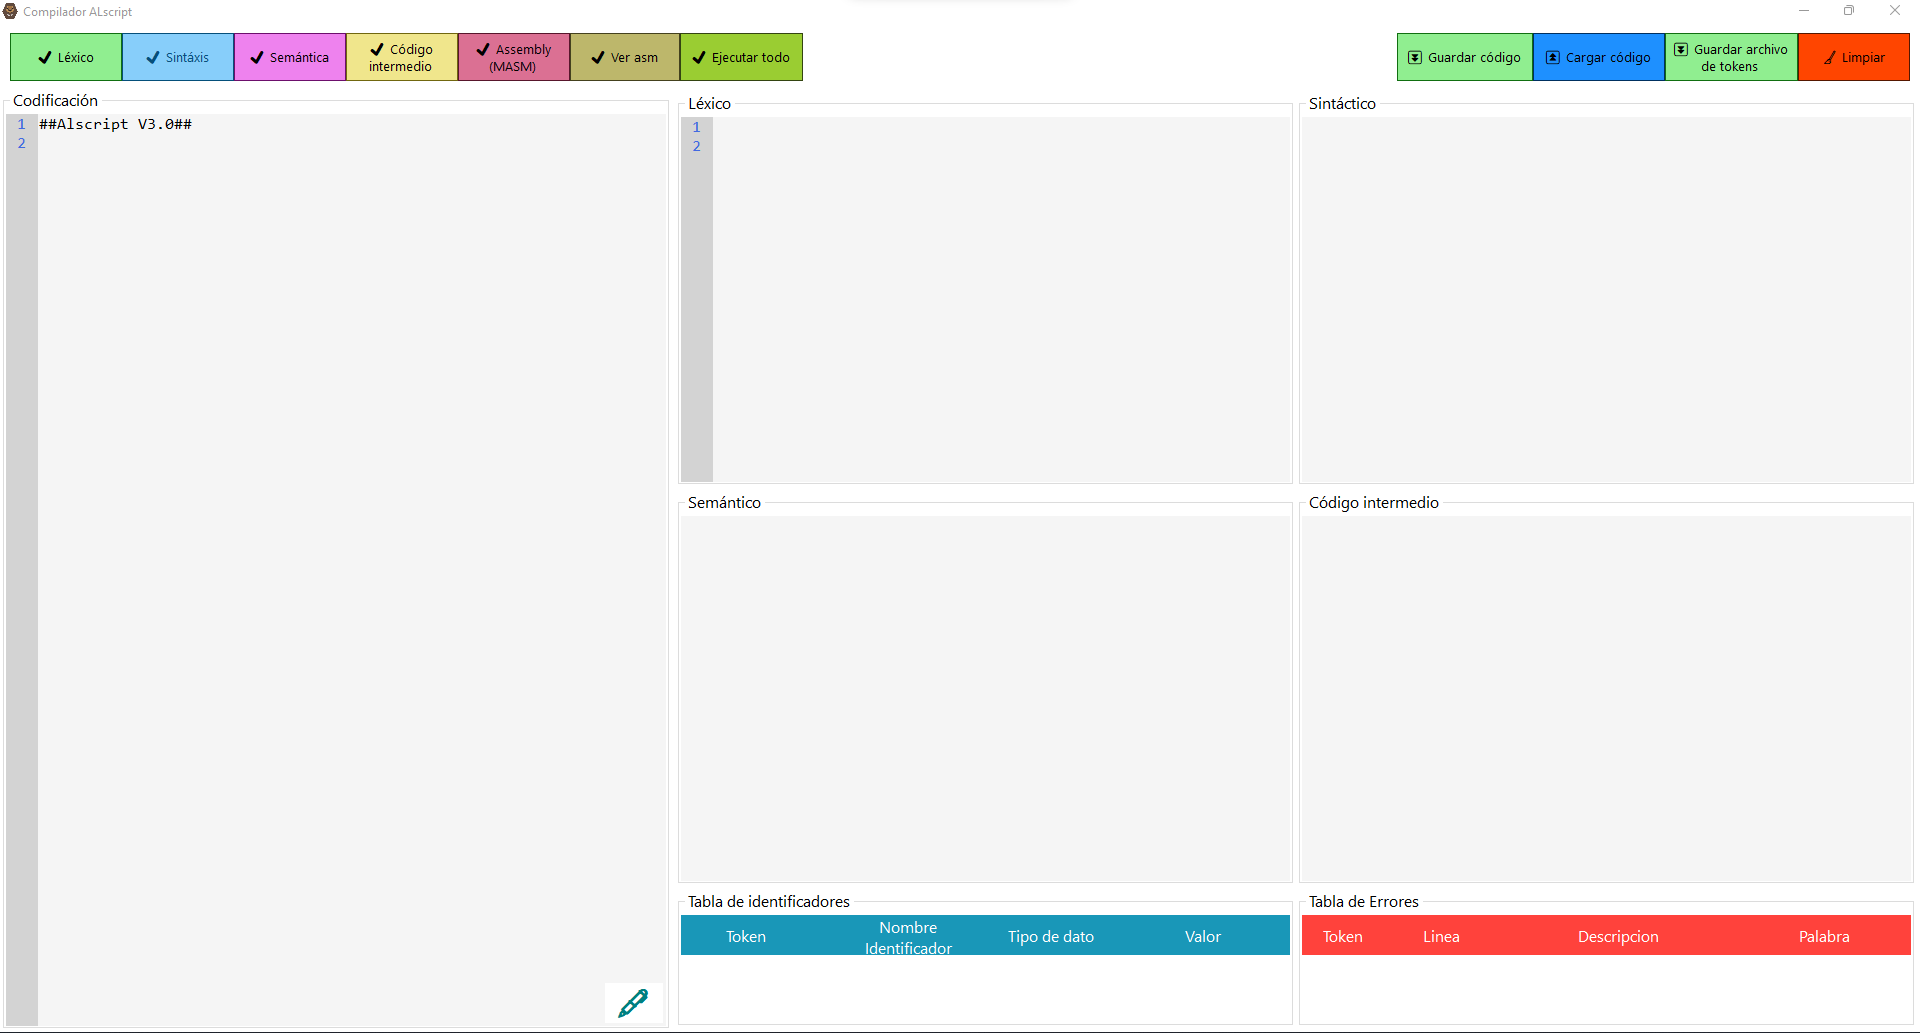 Compilador ALscript
Léxico
Sintáxis
Semántica
Código
intermedio
Assembly
(MASM)
Ver asm
Ejecutar todo
Guardar código
Cargar código
Guardar archivo
de tokens
Limpiar
Codificación
1 ##Alscript V3.0##
2
Léxico
1
2
Sintáctico
Semántico
Código intermedio
Tabla de identificadores
Token
Nombre
Identificador
Tipo de dato
Valor
Tabla de Errores
Token
Linea
Descripcion
Palabra